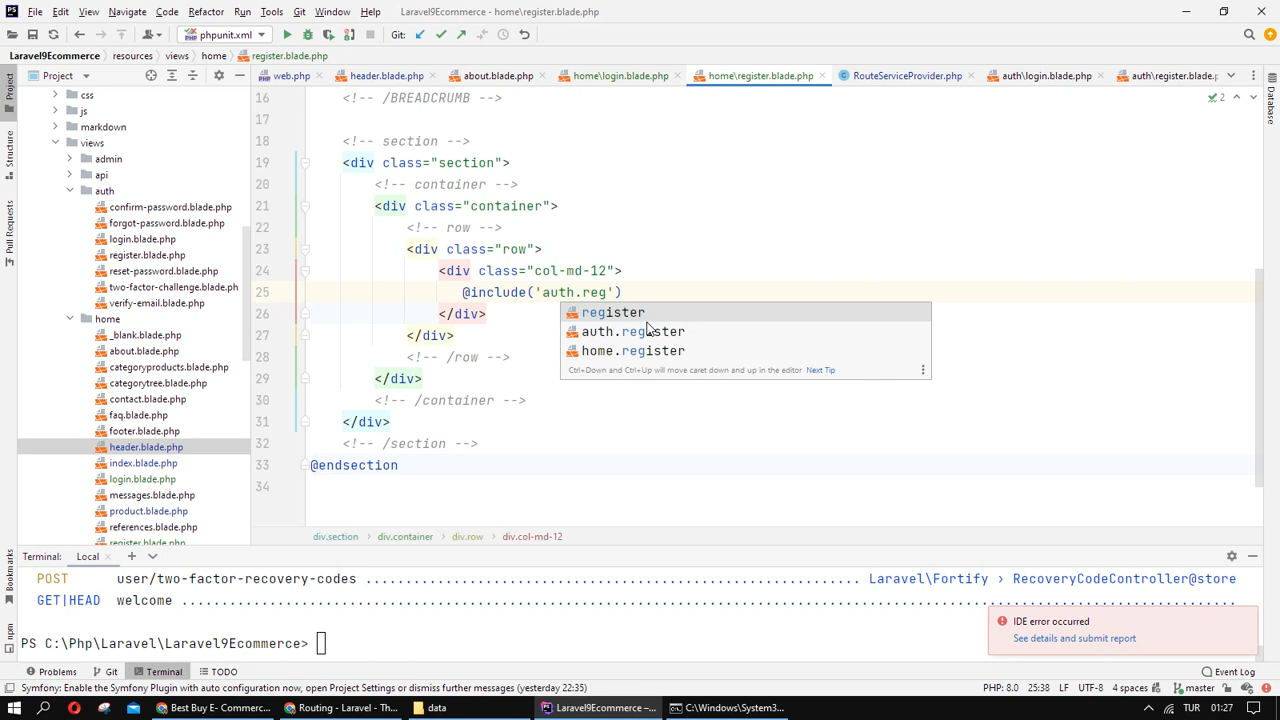 File Edit View Navigate Code Refactor Run Tools Git Window Help Laravel9Ecommerce - home\register.blade.php
phpunit.xml Git:
Laravel9Ecommerce resources views home register.blade.php
Project web.php header.blade.php about.blade.php home\login.blade.php home\register.blade.php RouteServiceProvider.php auth\login.blade.php auth\register.blade.php
Project
Structure
Pull Requests
Bookmarks
npm
Database
css
js
markdown
views
admin
api
auth
confirm-password.blade.php
forgot-password.blade.php
login.blade.php
register.blade.php
reset-password.blade.php
two-factor-challenge.blade.ph
verify-email.blade.php
home
_blank.blade.php
about.blade.php
categoryproducts.blade.php
categorytree.blade.php
contact.blade.php
faq.blade.php
footer.blade.php
header.blade.php
index.blade.php
login.blade.php
messages.blade.php
product.blade.php
references.blade.php
register.blade.php
2
16 <!-- /BREADCRUMB -->
17
18 <!-- section -->
19 <div class="section">
20 <!-- container -->
21 <div class="container">
22 <!-- row -->
23 <div class="row">
24 <div class="col-md-12">
25 @include('auth.reg')
26 </div>
27 </div>
28 <!-- /row -->
29 </div>
30 <!-- /container -->
31 </div>
32 <!-- /section -->
33 @endsection
34
register
auth.register
home.register
Ctrl+Down and Ctrl+Up will move caret down and up in the editor Next Tip
div.section div.container div.row div.col-md-12
Terminal: Local
POST user/two-factor-recovery-codes ............................................................. Laravel\Fortify › RecoveryCodeController@store
GET|HEAD welcome ....................................................................................................................................
PS C:\Php\Laravel\Laravel9Ecommerce>
IDE error occurred
See details and submit report
Problems Git Terminal TODO Event Log
Symfony: Enable the Symfony Plugin with auto configuration now, open Project Settings or dismiss further messages (yesterday 22:35) PHP: 8.0 25:38 LF UTF-8 4 spaces master
Best Buy E- Commerc... Routing - Laravel - Th... data Laravel9Ecommerce –... C:\Windows\System3... TUR 01:27